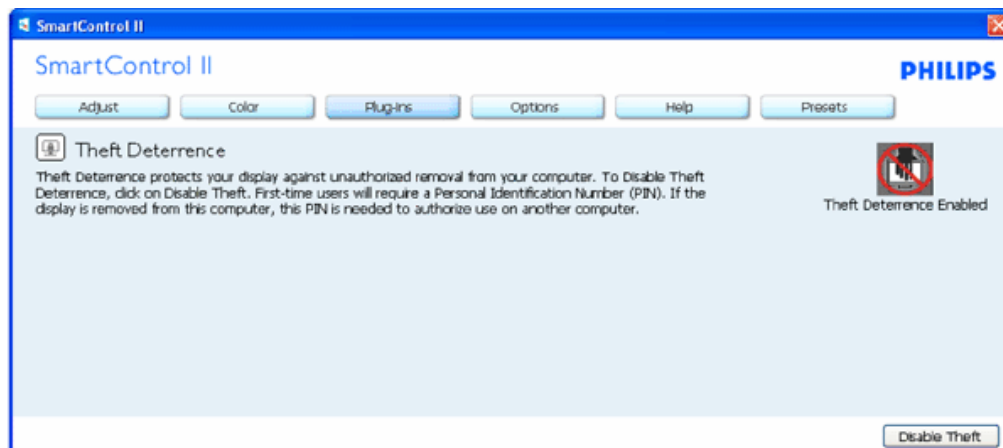 SmartControl II
SmartControl II
PHILIPS
Adjust Color Plug-Ins Options Help Presets
Theft Deterrence
Theft Deterrence protects your display against unauthorized removal from your computer. To Disable Theft
Deterrence, click on Disable Theft. First-time users will require a Personal Identification Number (PIN). If the
display is removed from this computer, this PIN is needed to authorize use on another computer.
Theft Deterrence Enabled
Disable Theft